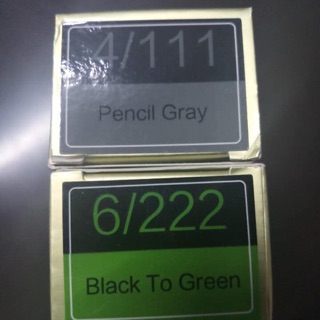 4/111
Pencil Gray
6/222
Black To Green